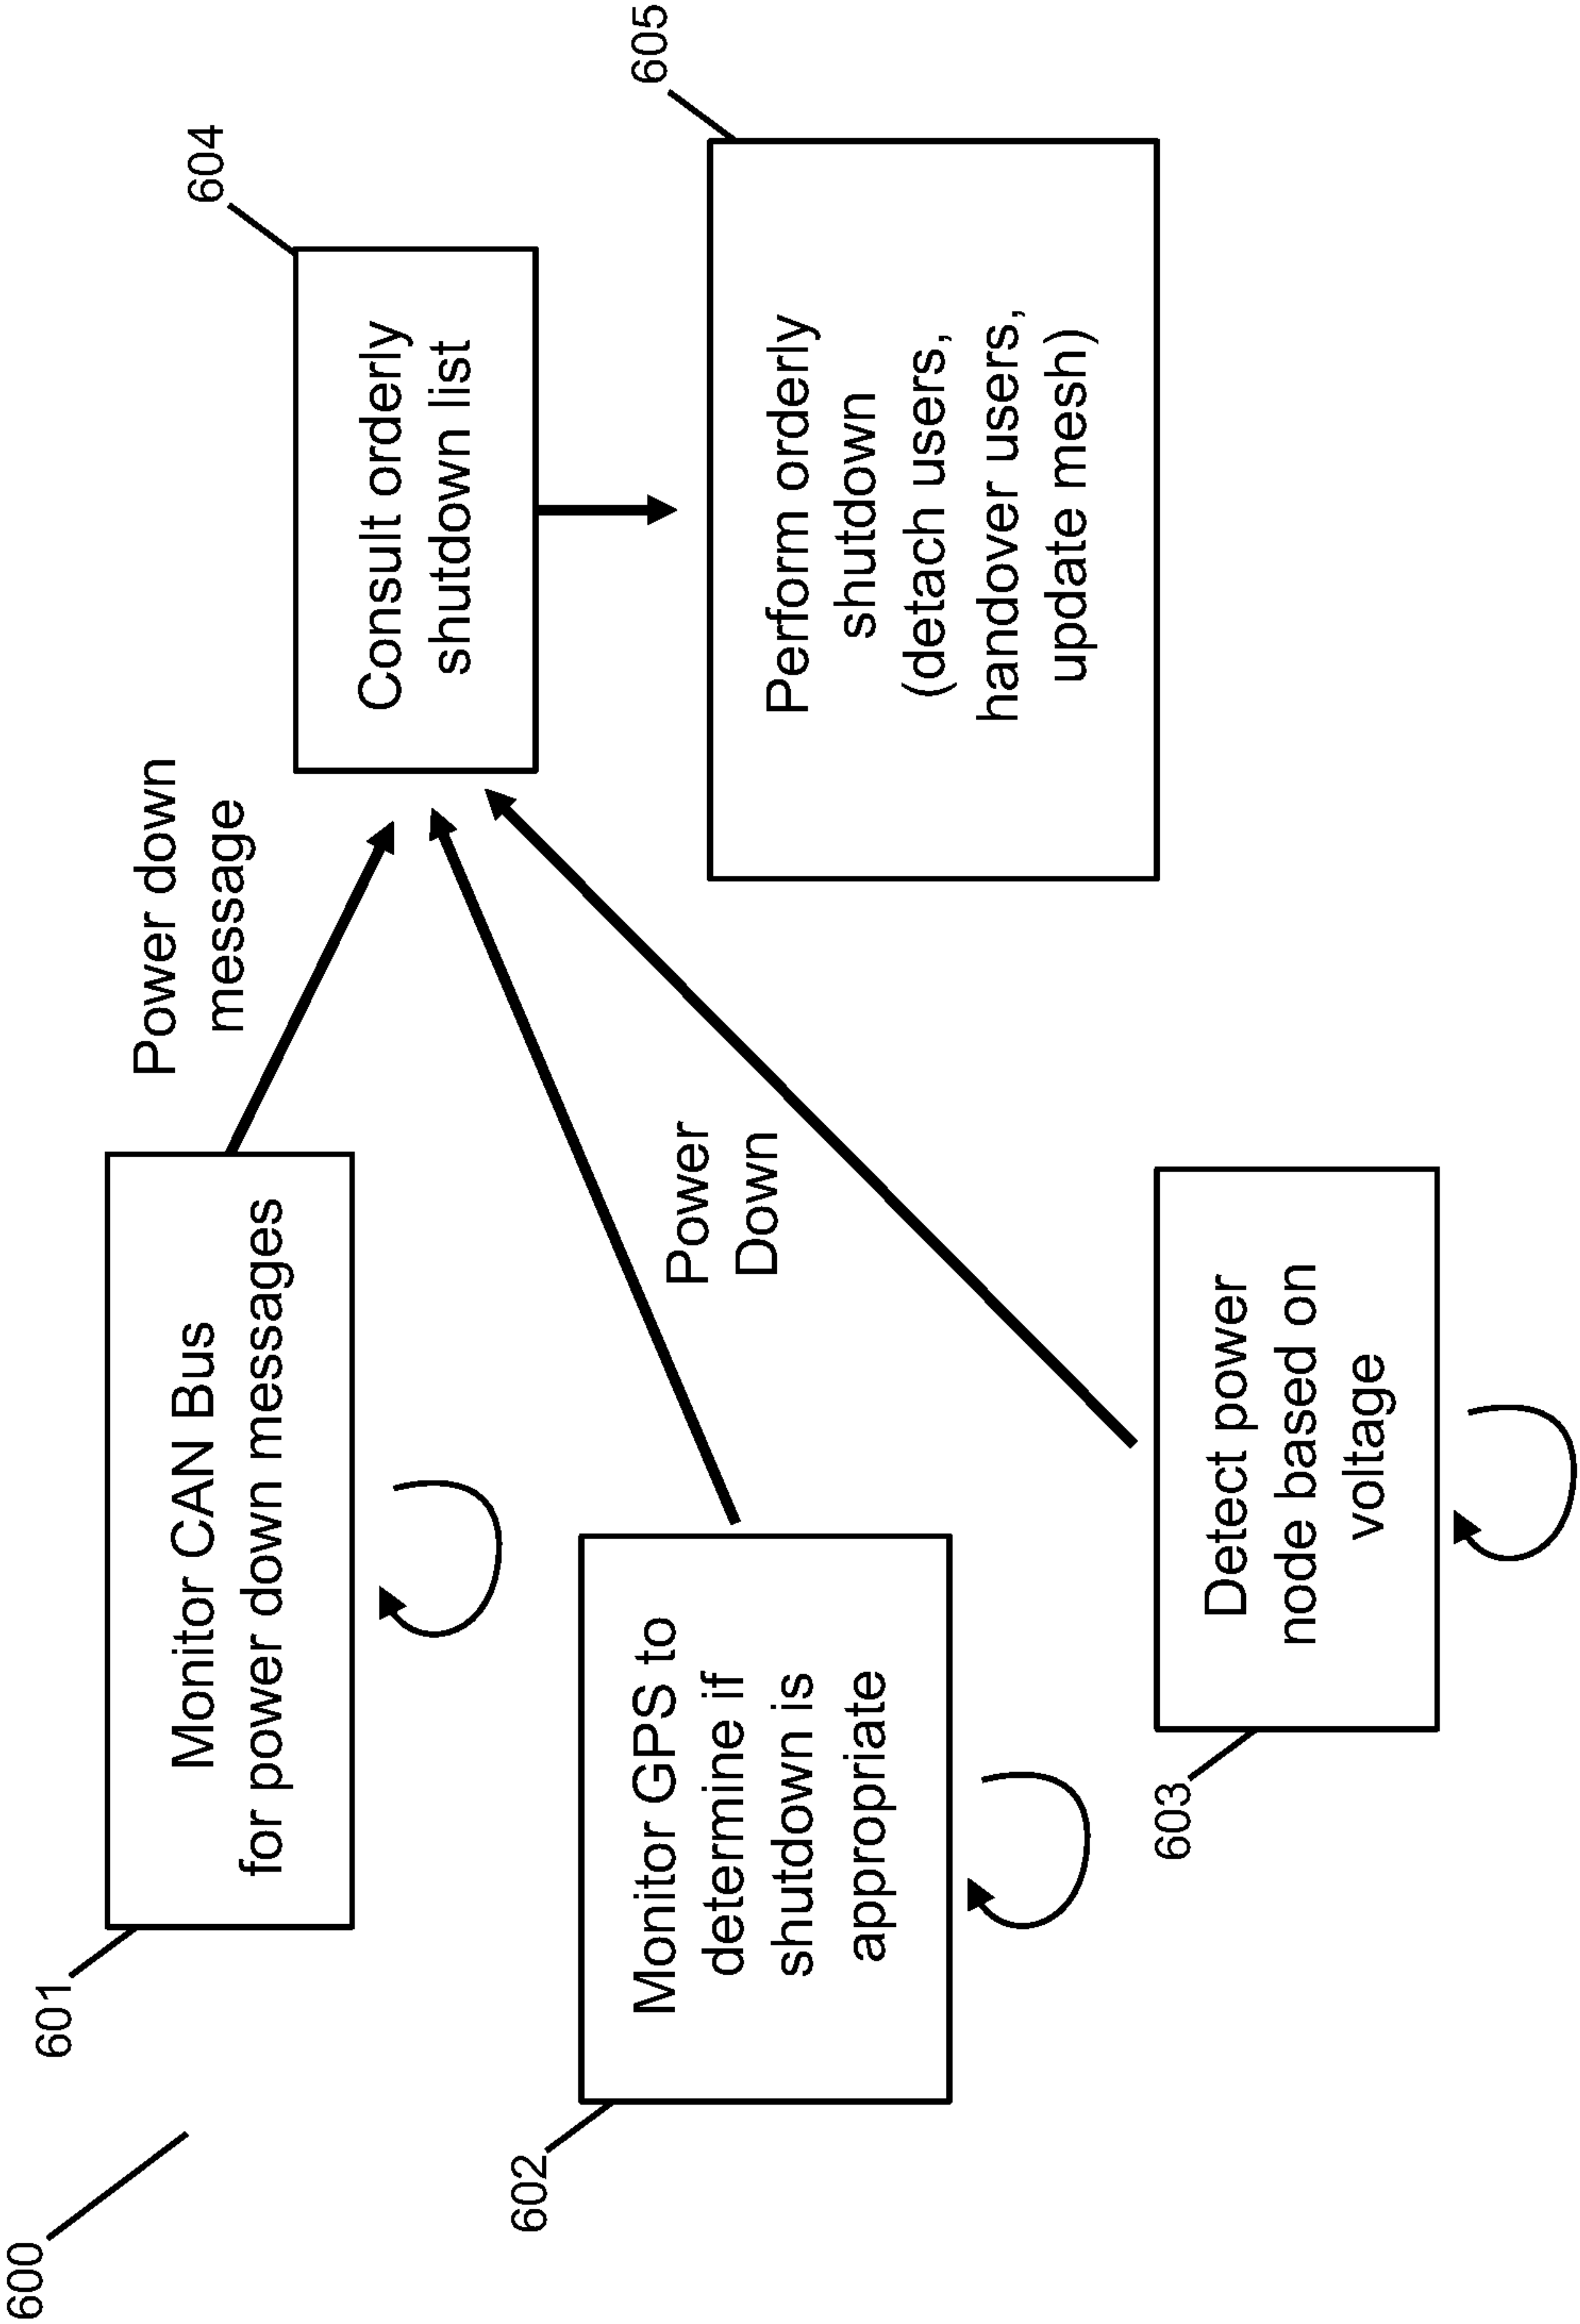 600
601
Monitor CAN Bus
for power down messages
Power down
message
604
Consult orderly
shutdown list
602
Monitor GPS to
determine if
shutdown is
appropriate
Power
Down
605
Perform orderly
shutdown
(detach users,
handover users,
update mesh)
603
Detect power
node based on
voltage